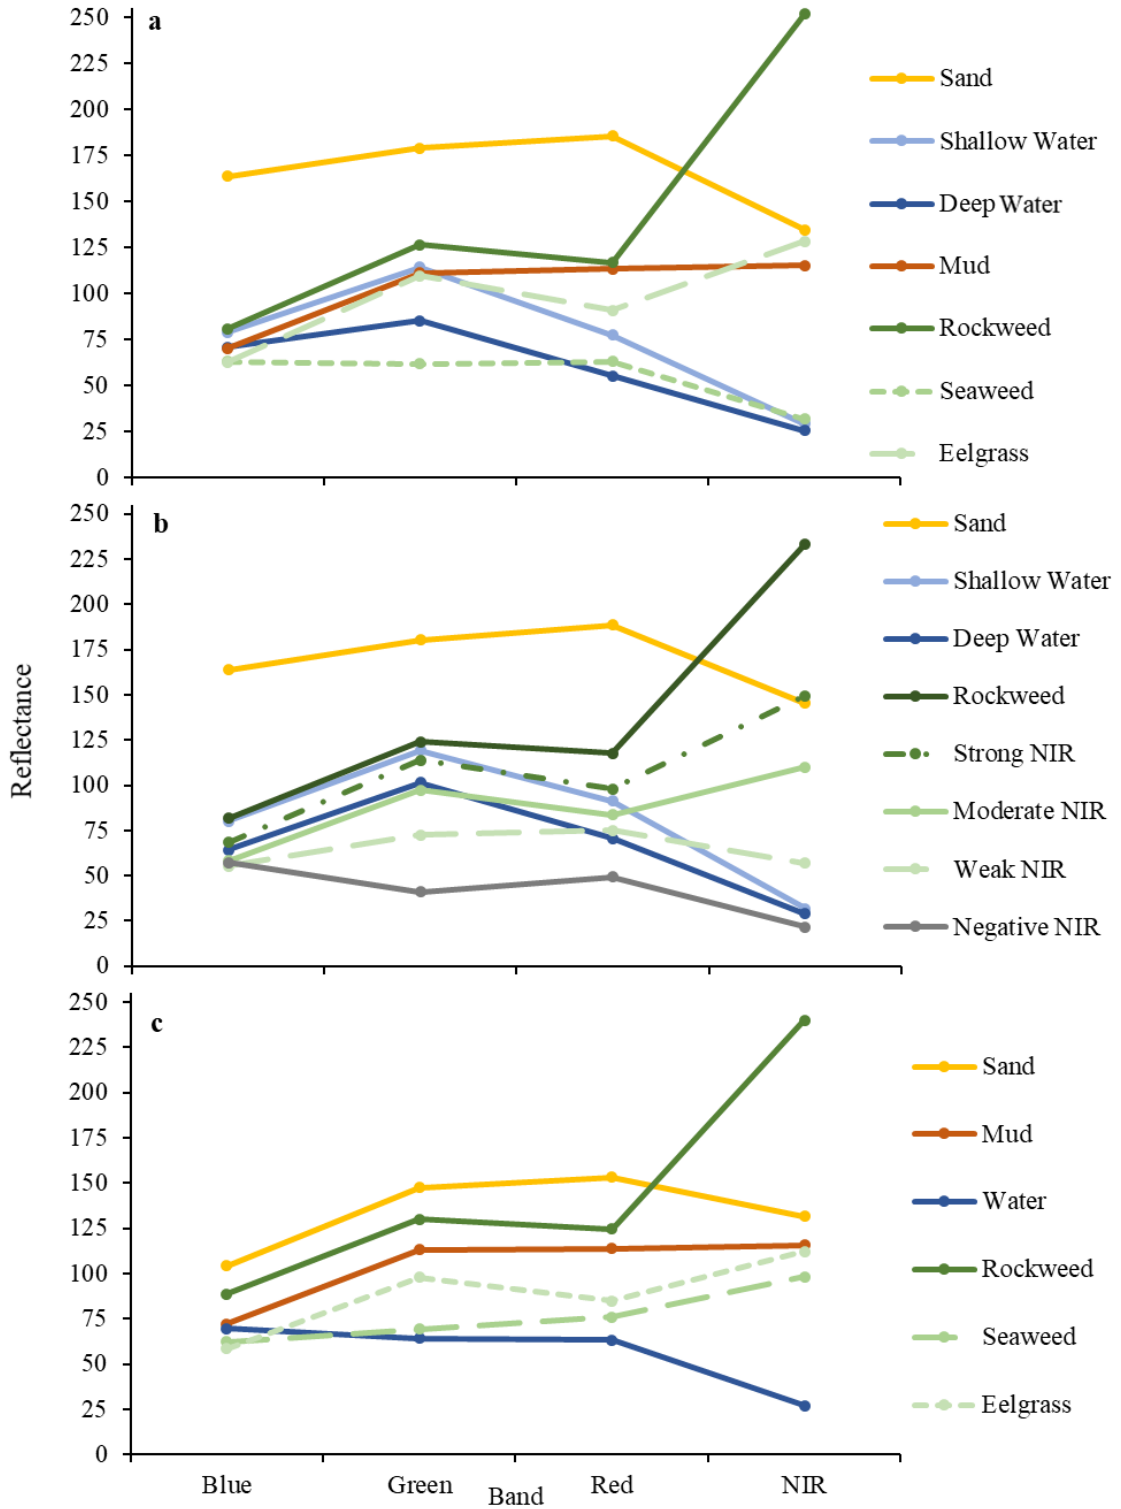 a
250
225
200
175
150
125
100
75
50
25
0
Sand
Shallow Water
Deep Water
Mud
Rockweed
Seaweed
Eelgrass
b
250
225
200
175
150
125
100
75
50
25
0
Sand
Shallow Water
Deep Water
Rockweed
Strong NIR
Moderate NIR
Weak NIR
Negative NIR
Reflectance
c
250
225
200
175
150
125
100
75
50
25
0
Sand
Mud
Water
Rockweed
Seaweed
Eelgrass
Blue Green Red NIR
Band